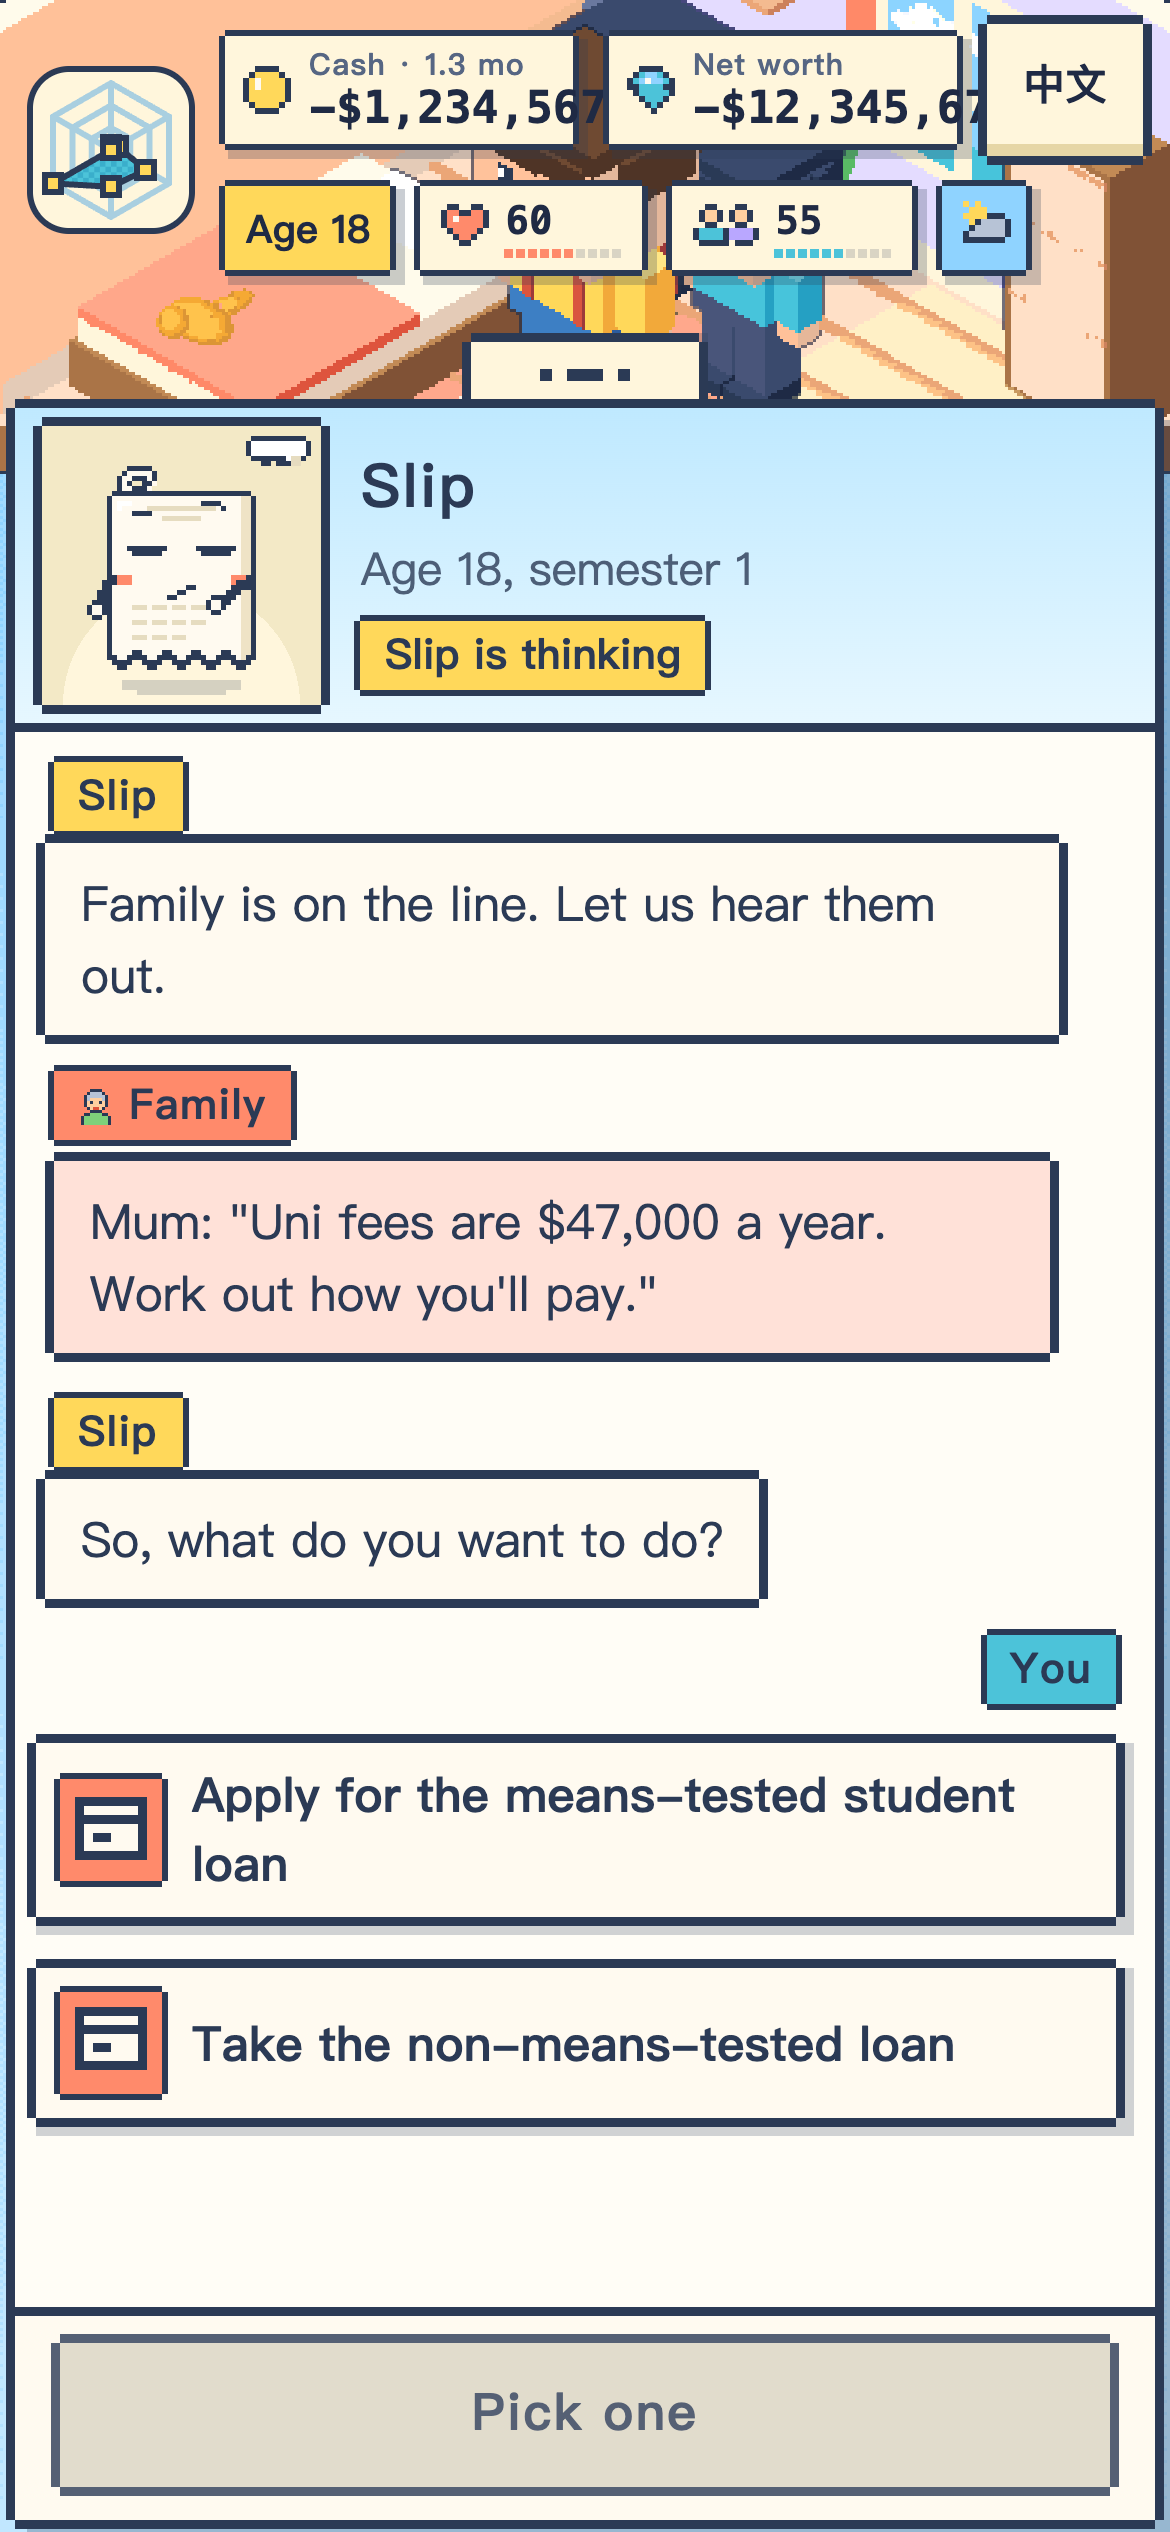 Cash · 1.3 mo
Net worth
中文
−$1,234,567
−$12,345,67
Age 18
60
55
Slip
Age 18, semester 1
Slip is thinking
Slip
Family is on the line. Let us hear them
out.
Family
Mum: "Uni fees are $47,000 a year.
Work out how you'll pay."
Slip
So, what do you want to do?
You
Apply for the means–tested student
loan
Take the non–means–tested loan
Pick one